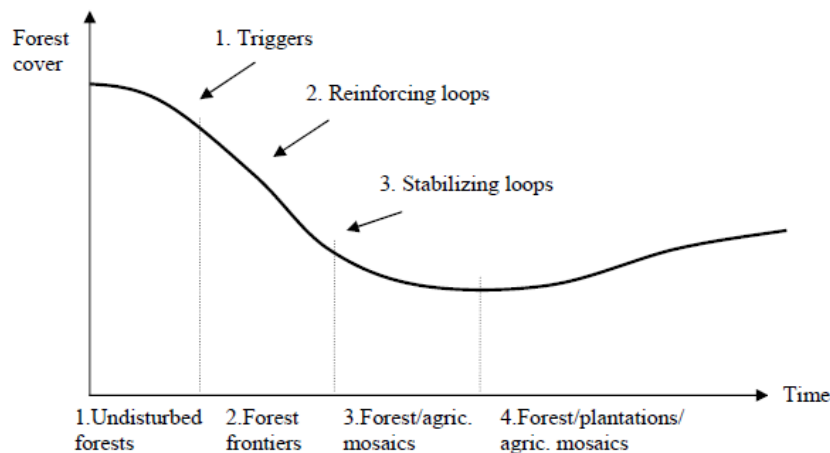 Forest
cover
1. Triggers
2. Reinforcing loops
3. Stabilizing loops
Time
1.Undisturbed
forests
2.Forest
frontiers
3.Forest/agric.
mosaics
4.Forest/plantations/
agric. mosaics